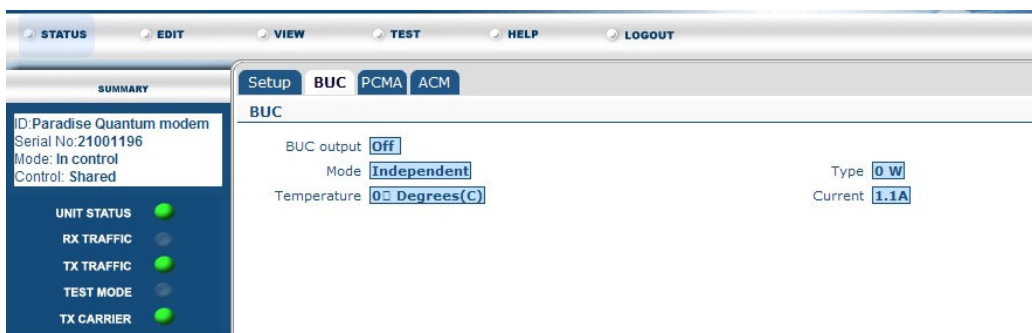 STATUS EDIT VIEW TEST HELP LOGOUT
SUMMARY
ID:Paradise Quantum modem
Serial No:21001196
Mode: In control
Control: Shared
UNIT STATUS
RX TRAFFIC
TX TRAFFIC
TEST MODE
TX CARRIER
Setup BUC PCMA ACM
BUC
BUC output Off
Mode Independent Type 0 W
Temperature 0▯ Degrees(C) Current 1.1A